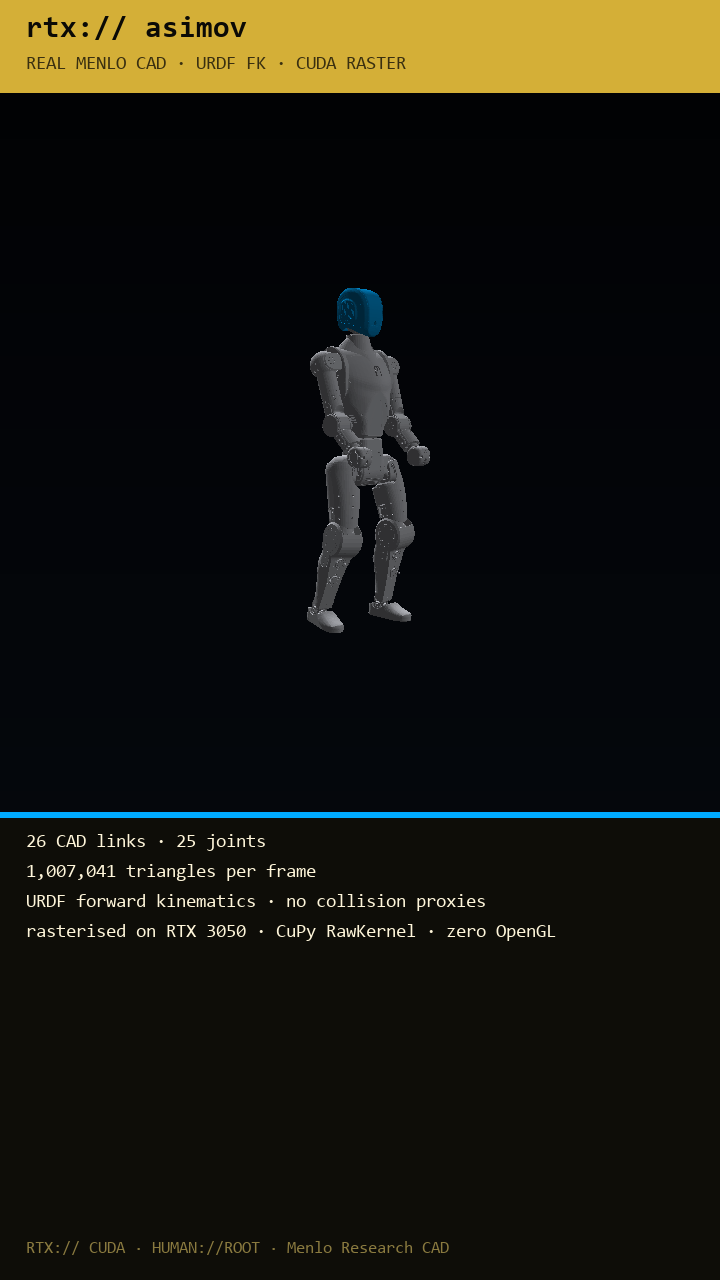 rtx:// asimov
REAL MENLO CAD · URDF FK · CUDA RASTER
26 CAD links · 25 joints
1,007,041 triangles per frame
URDF forward kinematics · no collision proxies
rasterised on RTX 3050 · CuPy RawKernel · zero OpenGL
RTX:// CUDA · HUMAN://ROOT · Menlo Research CAD